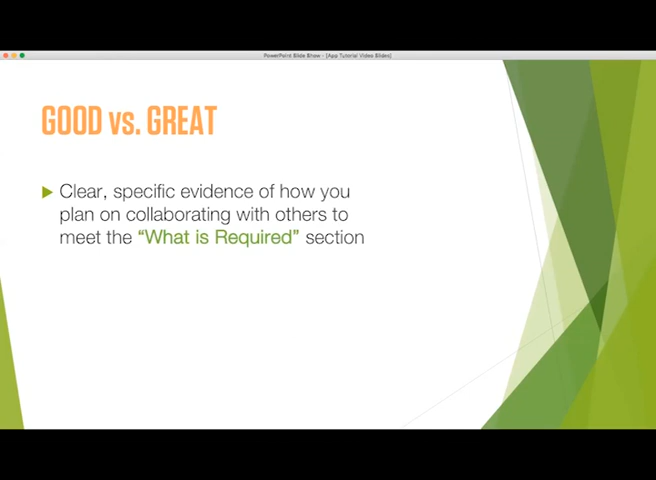 PowerPoint Slide Show - [App Tutorial Video Slides]
GOOD vs. GREAT
Clear, specific evidence of how you
plan on collaborating with others to
meet the “What is Required” section